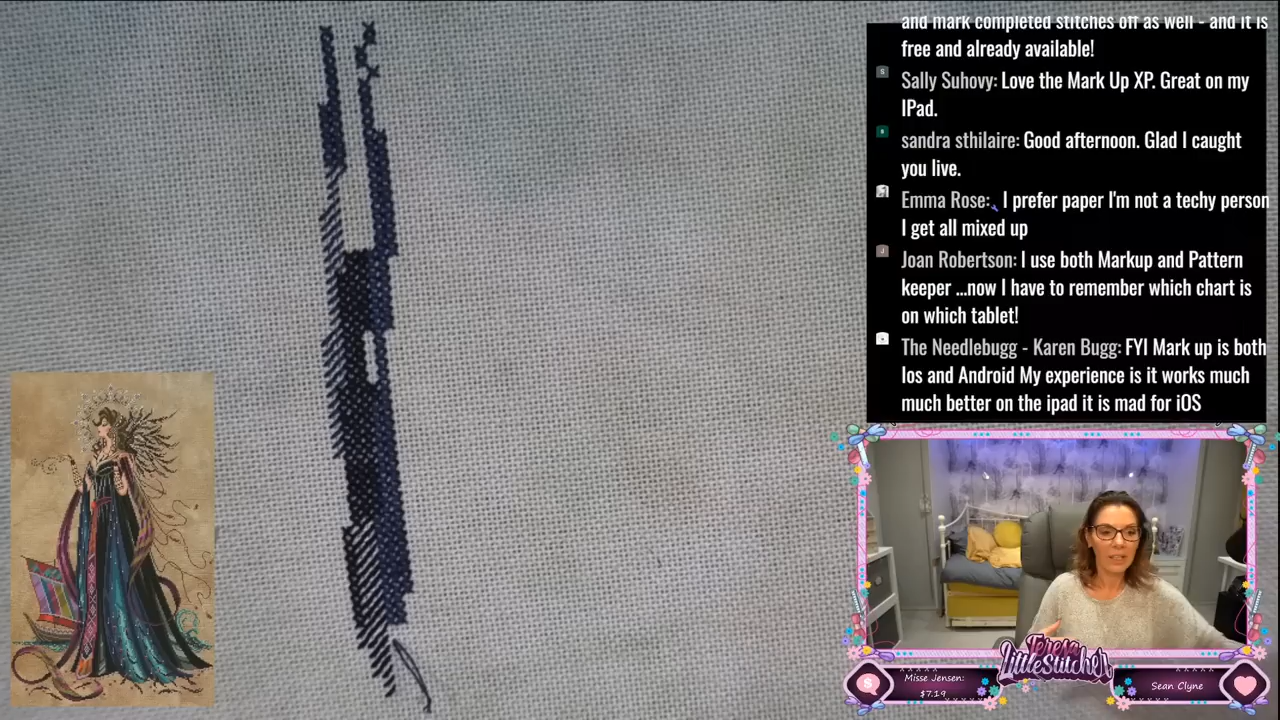 and mark completed stitches off as well - and it is
free and already available!
Sally Suhovy: Love the Mark Up XP. Great on my
IPad.
sandra sthilaire: Good afternoon. Glad I caught
you live.
Emma Rose: I prefer paper I'm not a techy person
I get all mixed up
Joan Robertson: I use both Markup and Pattern
keeper ...now I have to remember which chart is
on which tablet!
The Needlebugg - Karen Bugg: FYI Mark up is both
Ios and Android My experience is it works much
much better on the ipad it is mad for iOS
Teresa
LittleStitcher
Misse Jensen:
$7.19
Sean Clyne